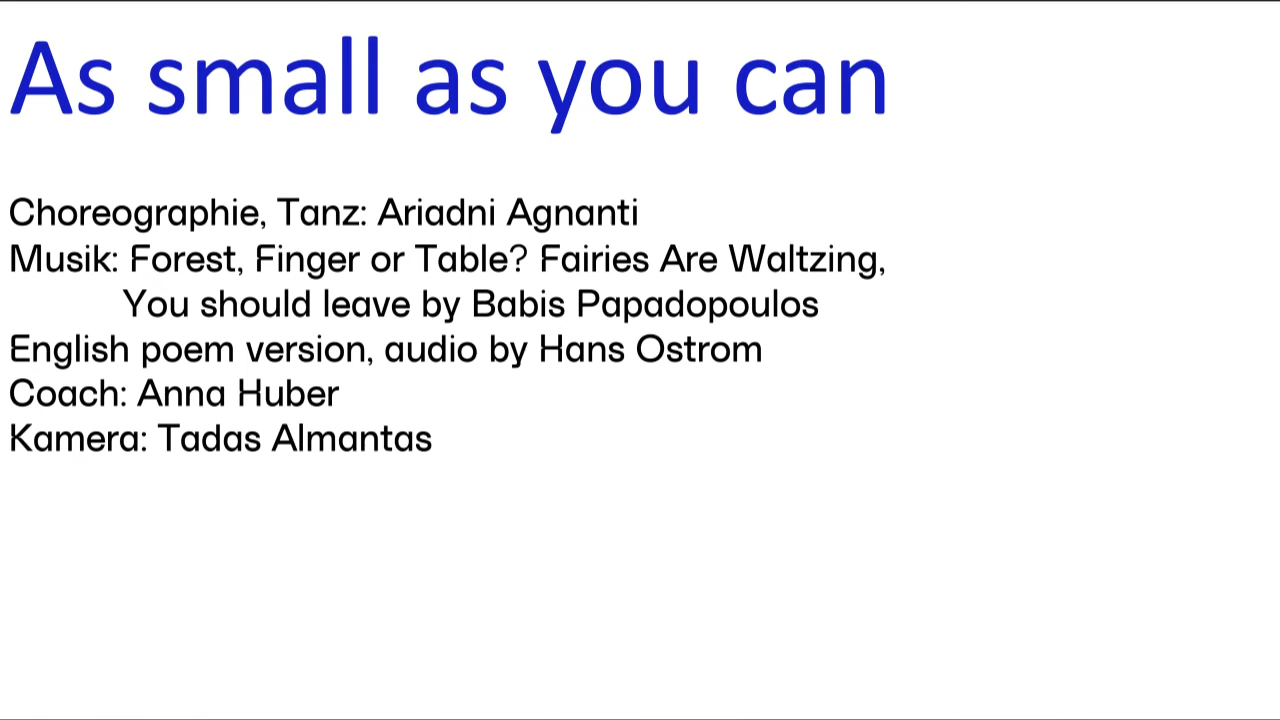 As small as you can
Choreographie, Tanz: Ariadni Agnanti
Musik: Forest, Finger or Table? Fairies Are Waltzing,
You should leave by Babis Papadopoulos
English poem version, audio by Hans Ostrom
Coach: Anna Huber
Kamera: Tadas Almantas